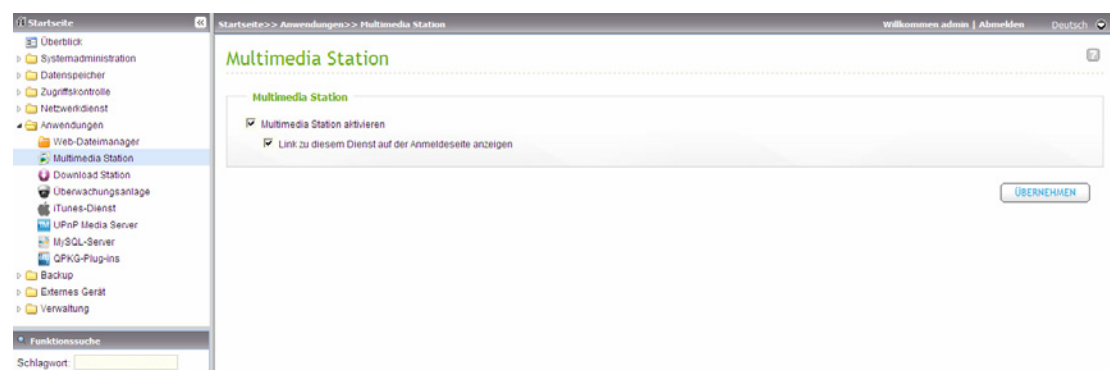 Startseite
Startseite>> Anwendungen>> Multimedia Station
Willkommen admin | Abmelden
Deutsch
Überblick
Systemadministration
Datenspeicher
Zugriffskontrolle
Netzwerkdienst
Anwendungen
Web-Dateimanager
Multimedia Station
Download Station
Überwachungsanlage
iTunes-Dienst
UPnP Media Server
MySQL-Server
QPKG-Plug-ins
Backup
Externes Gerät
Verwaltung
Funktionssuche
Schlagwort:
Multimedia Station
Multimedia Station
Multimedia Station aktivieren
Link zu diesem Dienst auf der Anmeldeseite anzeigen
ÜBERNEHMEN